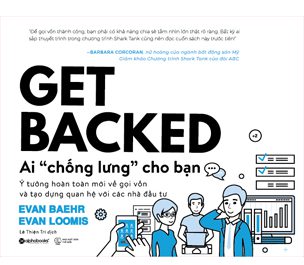 "Để gọi vốn thành công, bạn phải có khả năng chia sẻ tầm nhìn lớn thật rõ ràng. Bất kỳ ai
sắp thuyết trình trong chương trình Shark Tank cũng nên đọc cuốn sách này trước tiên"
—BARBARA CORCORAN, nữ hoàng của ngành bất động sản Mỹ
Giám khảo Chương trình Shark Tank
GET
BACKED
Ai "chống lưng" cho bạn
Ý tưởng hoàn toàn mới về gọi vốn
và tạo dựng quan hệ với các nhà đầu tư
EVAN BAEHR
EVAN LOOMIS
Lê Thiện Trí dịch
alphabooks